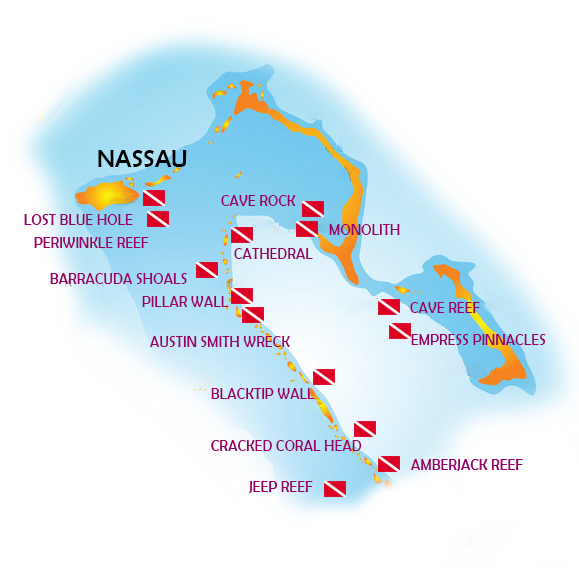 NASSAU
CAVE ROCK
LOST BLUE HOLE
MONOLITH
PERIWINKLE REEF
CATHEDRAL
BARRACUDA SHOALS
PILLAR WALL
CAVE REEF
AUSTIN SMITH WRECK
EMPRESS PINNACLES
BLACKTIP WALL
CRACKED CORAL HEAD
AMBERJACK REEF
JEEP REEF